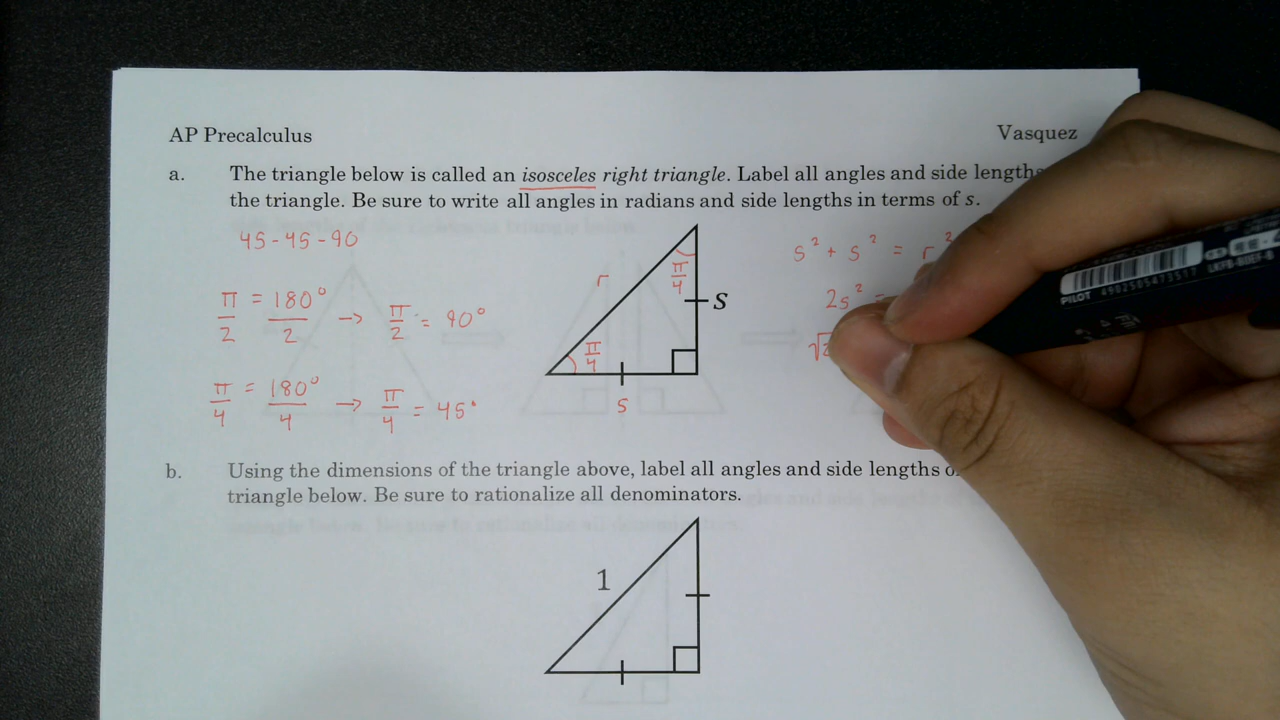 AP Precalculus
Vasquez
a. The triangle below is called an isosceles right triangle. Label all angles and side lengths
the triangle. Be sure to write all angles in radians and side lengths in terms of s.
45-45-90
π/2 = 180°/2 → π/2 = 90°
π/4 = 180°/4 → π/4 = 45°
r
π/4
S
π/4
s
s² + s² = r²
2s² =
PILOT
b. Using the dimensions of the triangle above, label all angles and side lengths
triangle below. Be sure to rationalize all denominators.
1